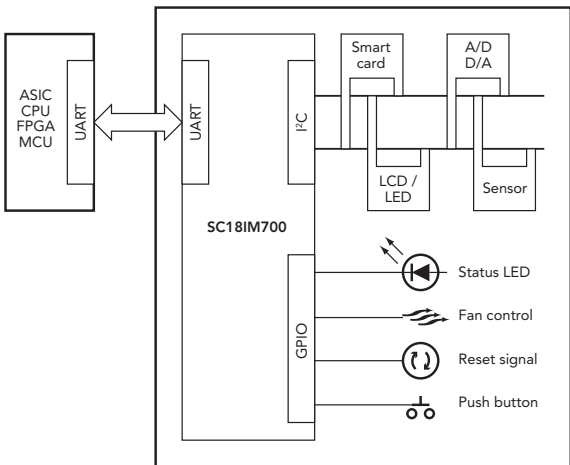 ASIC
CPU
FPGA
MCU
UART
UART
I²C
SC18IM700
GPIO
Smart
card
A/D
D/A
LCD /
LED
Sensor
Status LED
Fan control
Reset signal
Push button